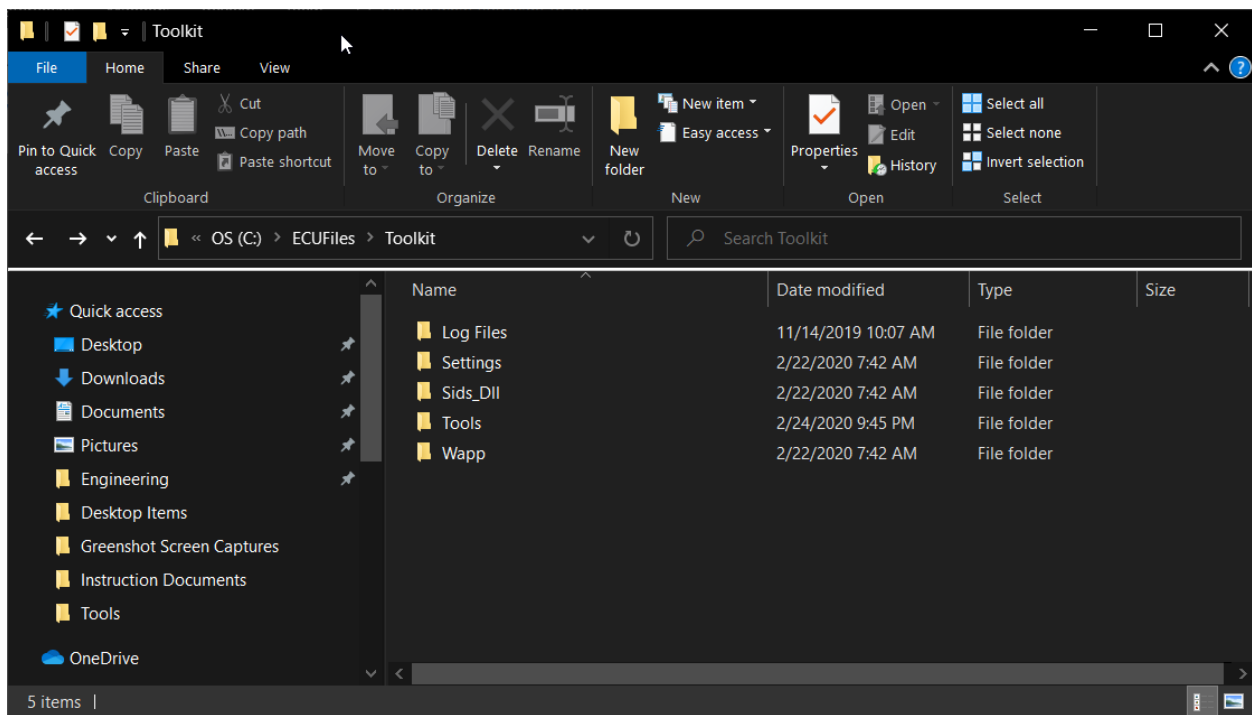 Toolkit
File Home Share View
Pin to Quick access
Copy
Paste
Cut
Copy path
Paste shortcut
Clipboard
Move to
Copy to
Delete
Rename
Organize
New folder
New item
Easy access
New
Properties
Open
Edit
History
Open
Select all
Select none
Invert selection
Select
« OS (C:) > ECUFiles > Toolkit
Search Toolkit
Quick access
Desktop
Downloads
Documents
Pictures
Engineering
Desktop Items
Greenshot Screen Captures
Instruction Documents
Tools
OneDrive
Name Date modified Type Size
Log Files 11/14/2019 10:07 AM File folder
Settings 2/22/2020 7:42 AM File folder
Sids_Dll 2/22/2020 7:42 AM File folder
Tools 2/24/2020 9:45 PM File folder
Wapp 2/22/2020 7:42 AM File folder
5 items